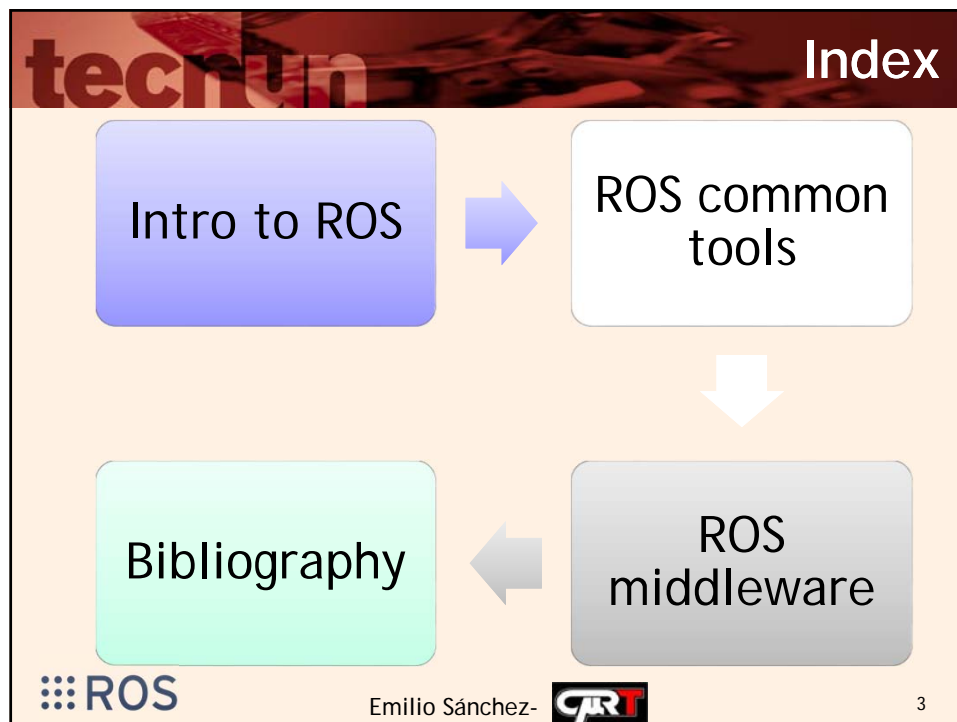 tecnun
Index
Intro to ROS
ROS common
tools
ROS
middleware
Bibliography
ROS
Emilio Sánchez-
3